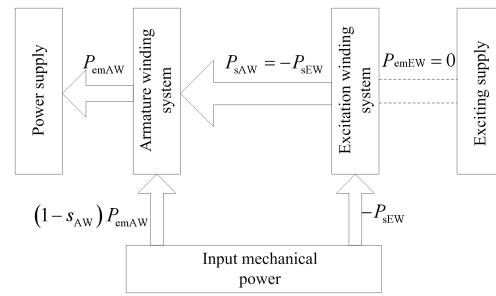 Power supply
P_emAW
Armature winding
system
P_sAW = −P_sEW
Excitation winding
system
P_emEW = 0
Exciting supply
(1 − s_AW) P_emAW
−P_sEW
Input mechanical
power